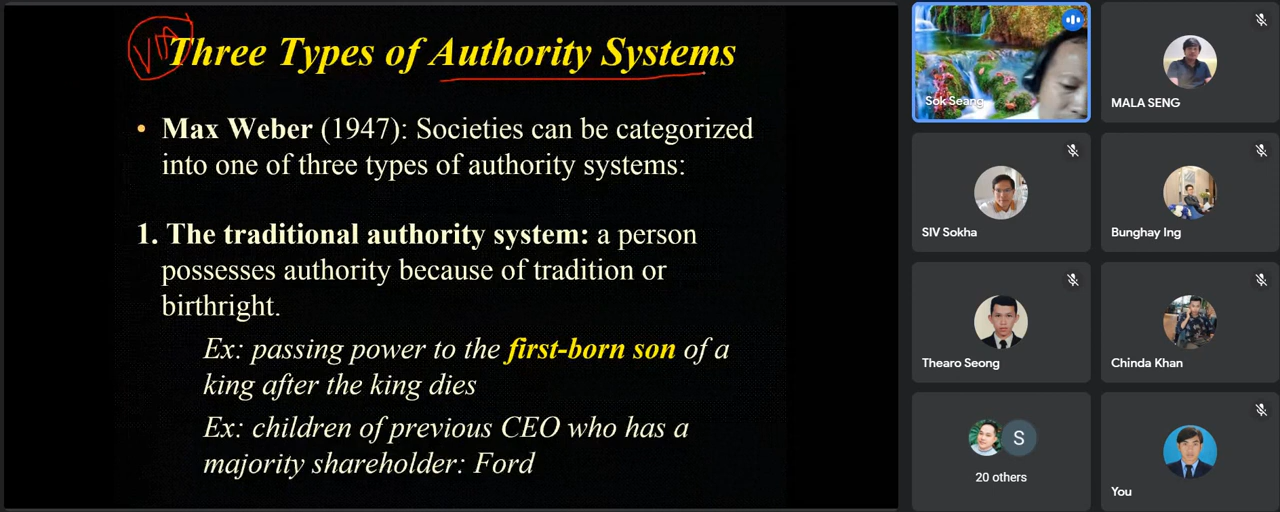 VIP
Three Types of Authority Systems
• Max Weber (1947): Societies can be categorized
into one of three types of authority systems:
1. The traditional authority system: a person
possesses authority because of tradition or
birthright.
Ex: passing power to the first-born son of a
king after the king dies
Ex: children of previous CEO who has a
majority shareholder: Ford
Sok Seang
MALA SENG
SIV Sokha
Bunghay Ing
Thearo Seong
Chinda Khan
S
20 others
You